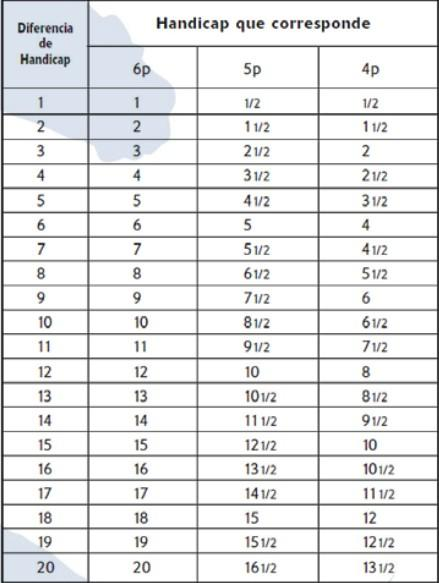 Diferencia de Handicap
Handicap que corresponde
6p 5p 4p
1 1 1/2 1/2
2 2 1 1/2 1 1/2
3 3 2 1/2 2
4 4 3 1/2 2 1/2
5 5 4 1/2 3 1/2
6 6 5 4
7 7 5 1/2 4 1/2
8 8 6 1/2 5 1/2
9 9 7 1/2 6
10 10 8 1/2 6 1/2
11 11 9 1/2 7 1/2
12 12 10 8
13 13 10 1/2 8 1/2
14 14 11 1/2 9 1/2
15 15 12 1/2 10
16 16 13 1/2 10 1/2
17 17 14 1/2 11 1/2
18 18 15 12
19 19 15 1/2 12 1/2
20 20 16 1/2 13 1/2